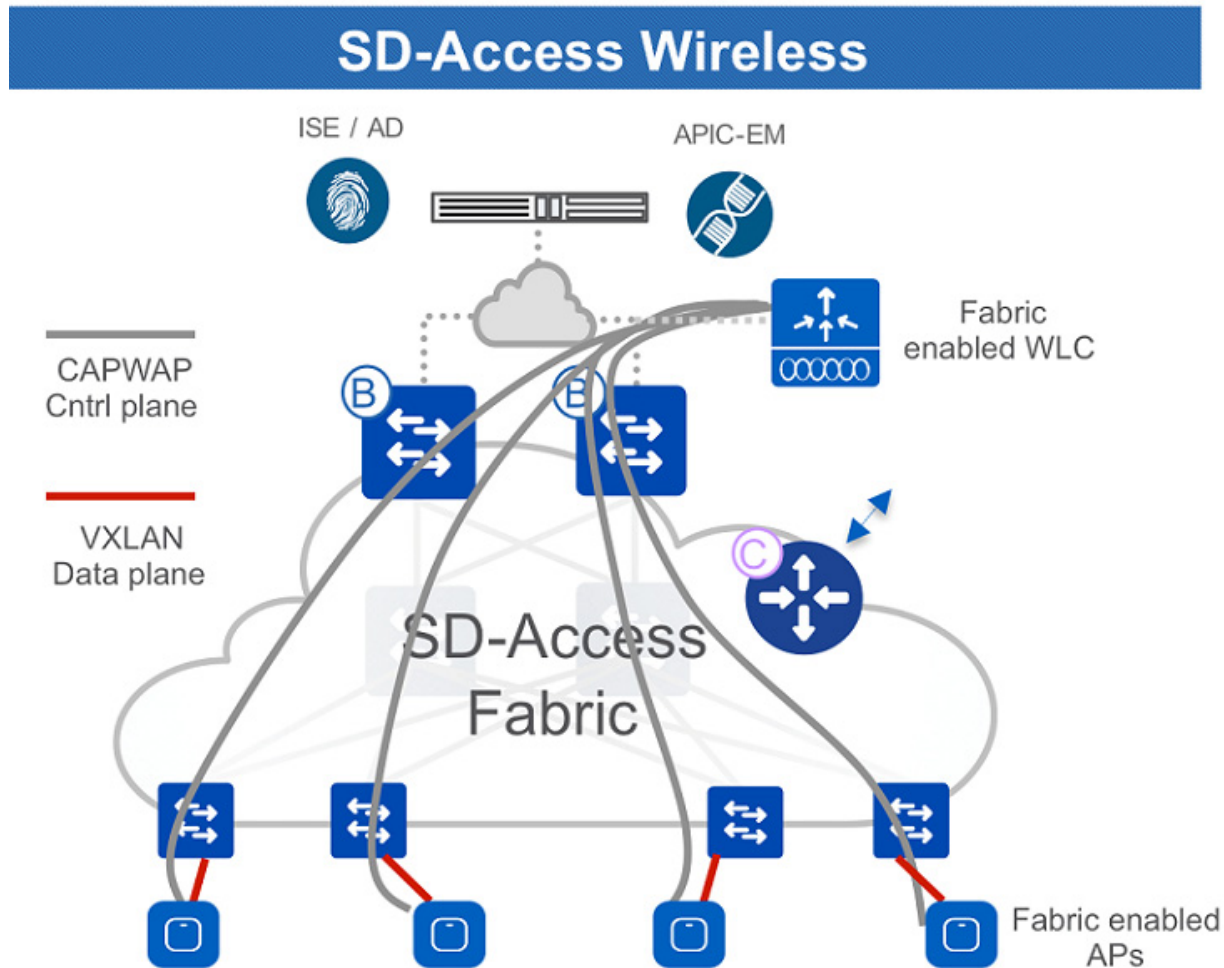 SD-Access Wireless
ISE / AD
APIC-EM
Fabric
enabled WLC
CAPWAP
Cntrl plane
B
B
VXLAN
Data plane
C
SD-Access
Fabric
Fabric enabled
APs